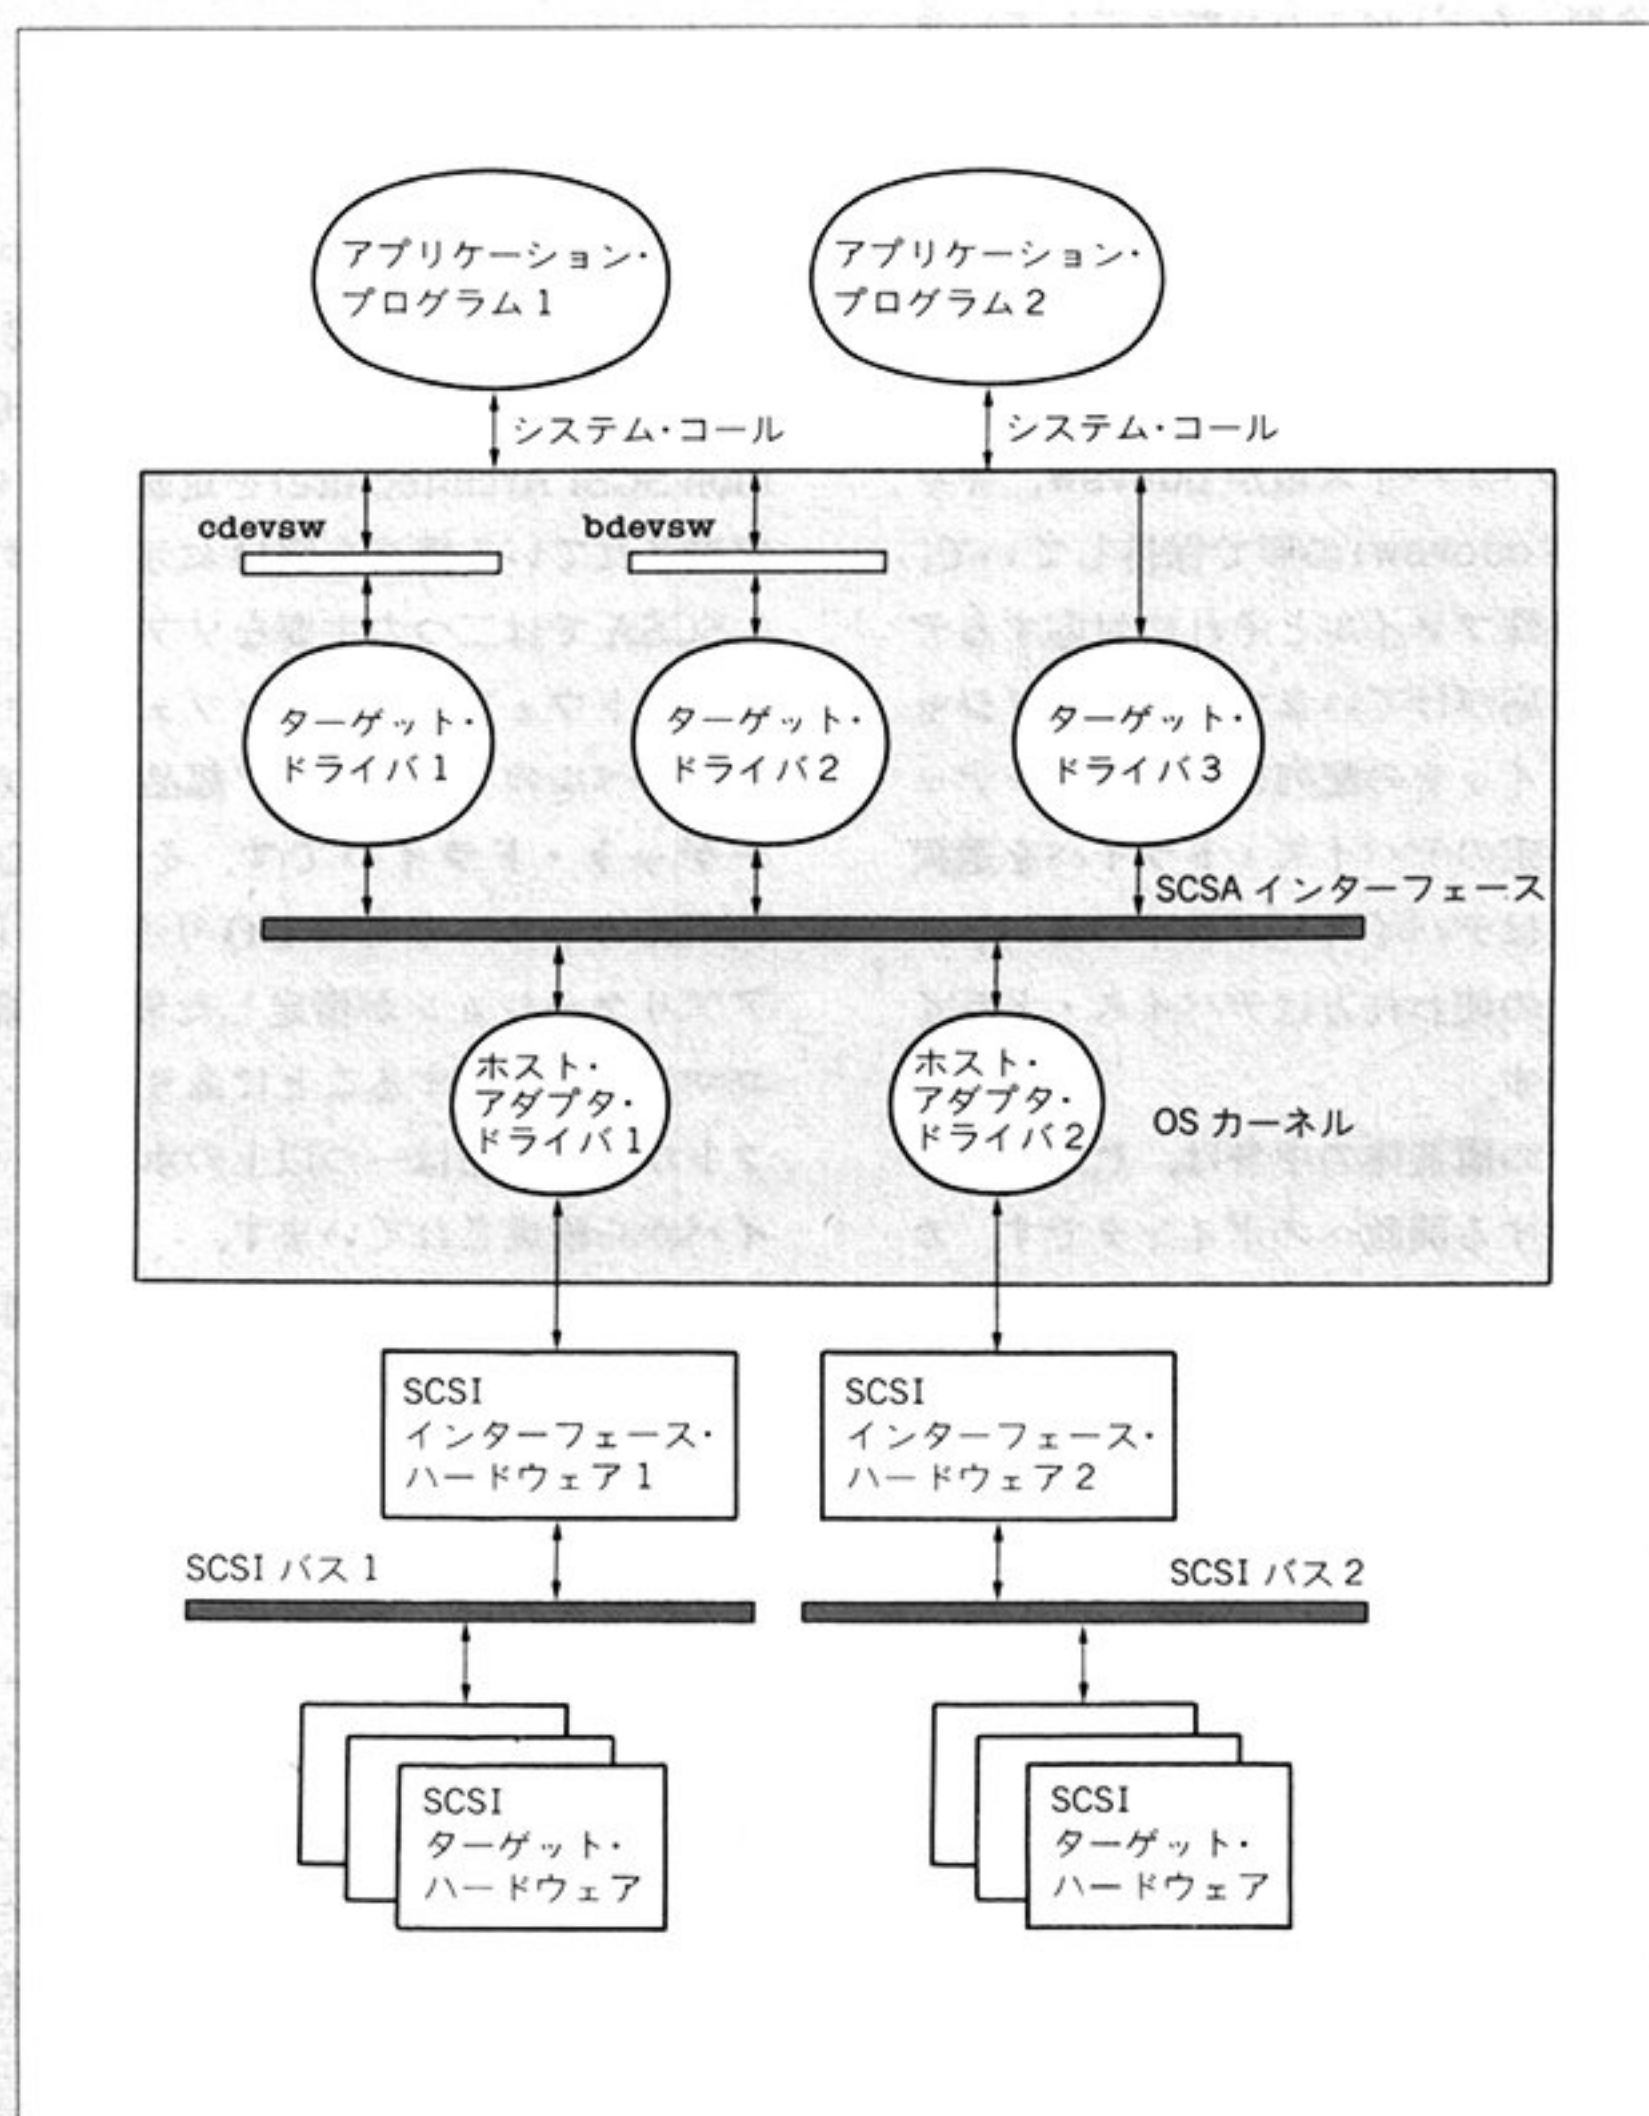 アプリケーション・
プログラム1
アプリケーション・
プログラム2
システム・コール
システム・コール
cdevsw
bdevsw
ターゲット・
ドライバ1
ターゲット・
ドライバ2
ターゲット・
ドライバ3
SCSA インターフェース
ホスト・
アダプタ・
ドライバ1
ホスト・
アダプタ・
ドライバ2
OS カーネル
SCSI
インターフェース・
ハードウェア1
SCSI
インターフェース・
ハードウェア2
SCSI バス1
SCSI バス2
SCSI
ターゲット・
ハードウェア
SCSI
ターゲット・
ハードウェア